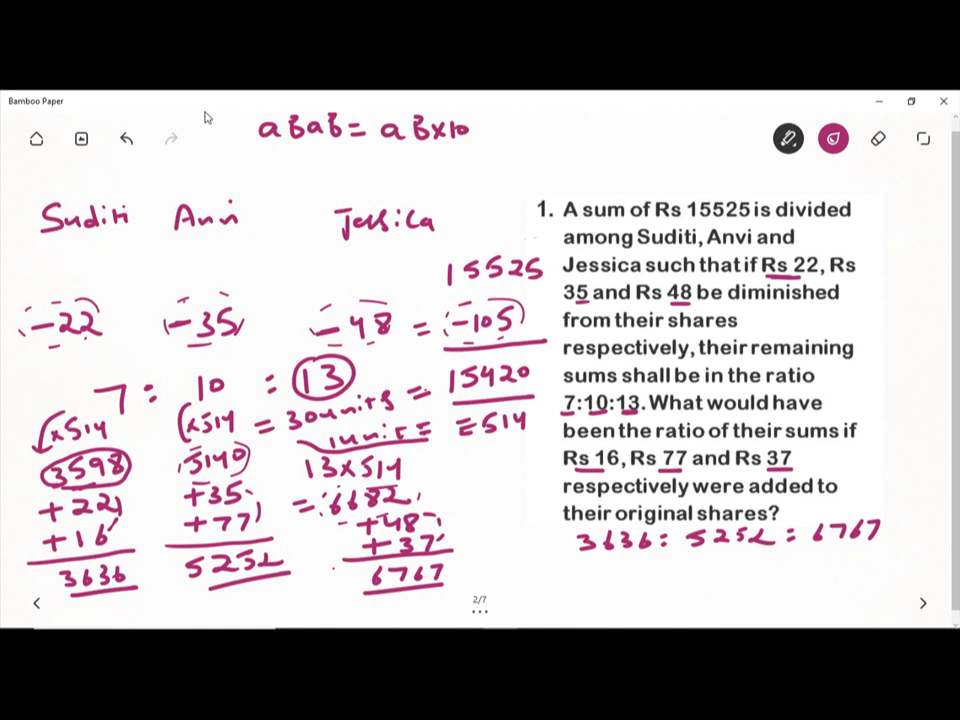 Bamboo Paper
aBaB = aB x 10
Suditi Anvi Jessica
15525
-22 -35 -48 = -105
7 : 10 : 13 15420
x514 x514 = 30 units =
1 unit = = 514
3598 5140 13 x 514
+22 +35 = 6682
+16 +77 +48
+37
3636 5252 6767
1. A sum of Rs 15525 is divided
among Suditi, Anvi and
Jessica such that if Rs 22, Rs
35 and Rs 48 be diminished
from their shares
respectively, their remaining
sums shall be in the ratio
7:10:13. What would have
been the ratio of their sums if
Rs 16, Rs 77 and Rs 37
respectively were added to
their original shares?
3636 : 5252 : 6767
2/7